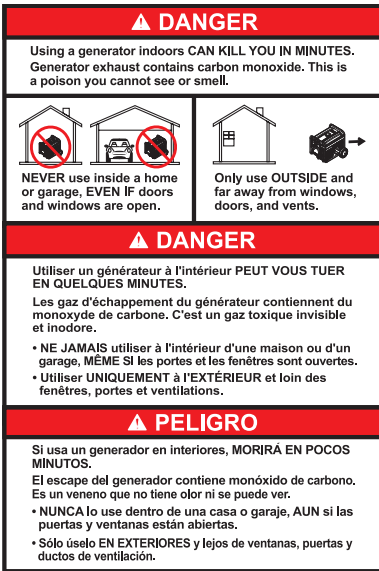 DANGER
Using a generator indoors CAN KILL YOU IN MINUTES.
Generator exhaust contains carbon monoxide. This is
a poison you cannot see or smell.
NEVER use inside a home
or garage, EVEN IF doors
and windows are open.
Only use OUTSIDE and
far away from windows,
doors, and vents.
DANGER
Utiliser un générateur à l'intérieur PEUT VOUS TUER
EN QUELQUES MINUTES.
Les gaz d'échappement du générateur contiennent du
monoxyde de carbone. C'est un gaz toxique invisible
et inodore.
• NE JAMAIS utiliser à l'intérieur d'une maison ou d'un
garage, MÊME SI les portes et les fenêtres sont ouvertes.
• Utiliser UNIQUEMENT à l'EXTÉRIEUR et loin des
fenêtres, portes et ventilations.
PELIGRO
Si usa un generador en interiores, MORIRÁ EN POCOS
MINUTOS.
El escape del generador contiene monóxido de carbono.
Es un veneno que no tiene olor ni se puede ver.
• NUNCA lo use dentro de una casa o garaje, AUN si las
puertas y ventanas están abiertas.
• Sólo úselo EN EXTERIORES y lejos de ventanas, puertas y
ductos de ventilación.